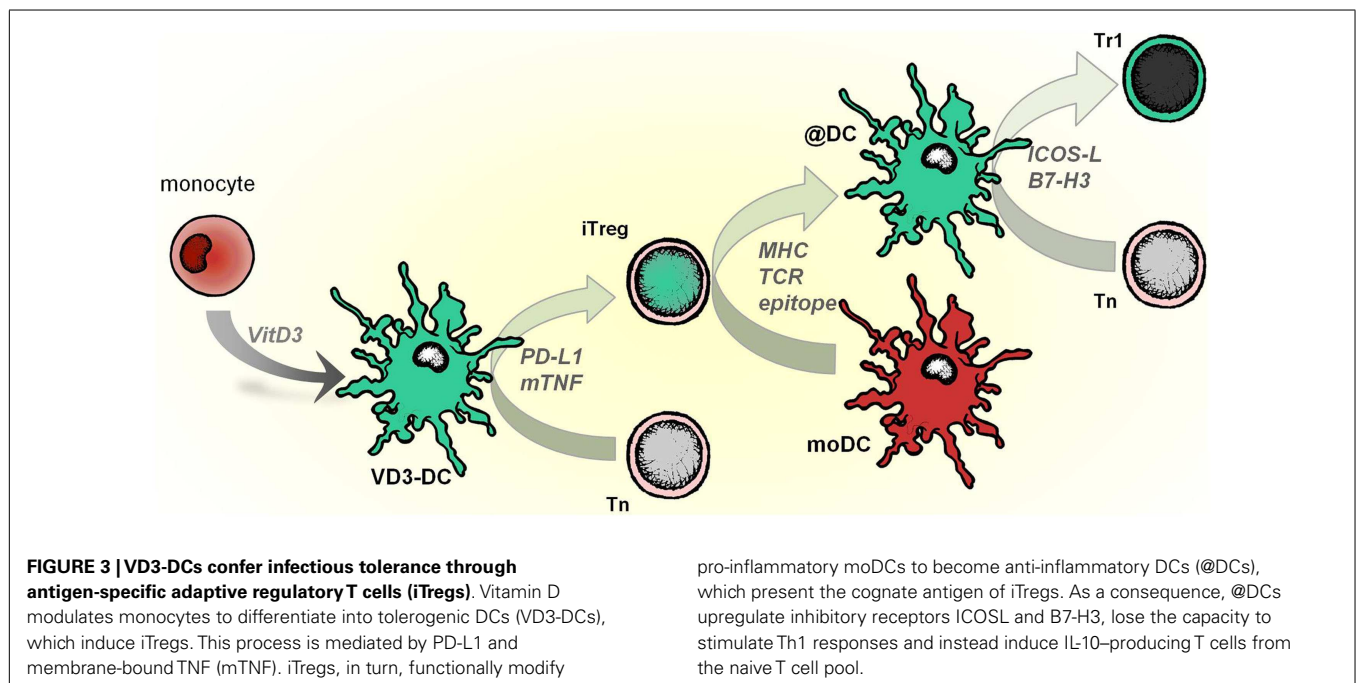 monocyte
VitD3
VD3-DC
PD-L1
mTNF
iTreg
Tn
MHC
TCR
epitope
@DC
moDC
ICOS-L
B7-H3
Tr1
Tn
FIGURE 3 | VD3-DCs confer infectious tolerance through
antigen-specific adaptive regulatory T cells (iTregs). Vitamin D
modulates monocytes to differentiate into tolerogenic DCs (VD3-DCs),
which induce iTregs. This process is mediated by PD-L1 and
membrane-bound TNF (mTNF). iTregs, in turn, functionally modify
pro-inflammatory moDCs to become anti-inflammatory DCs (@DCs),
which present the cognate antigen of iTregs. As a consequence, @DCs
upregulate inhibitory receptors ICOSL and B7-H3, lose the capacity to
stimulate Th1 responses and instead induce IL-10–producing T cells from
the naive T cell pool.